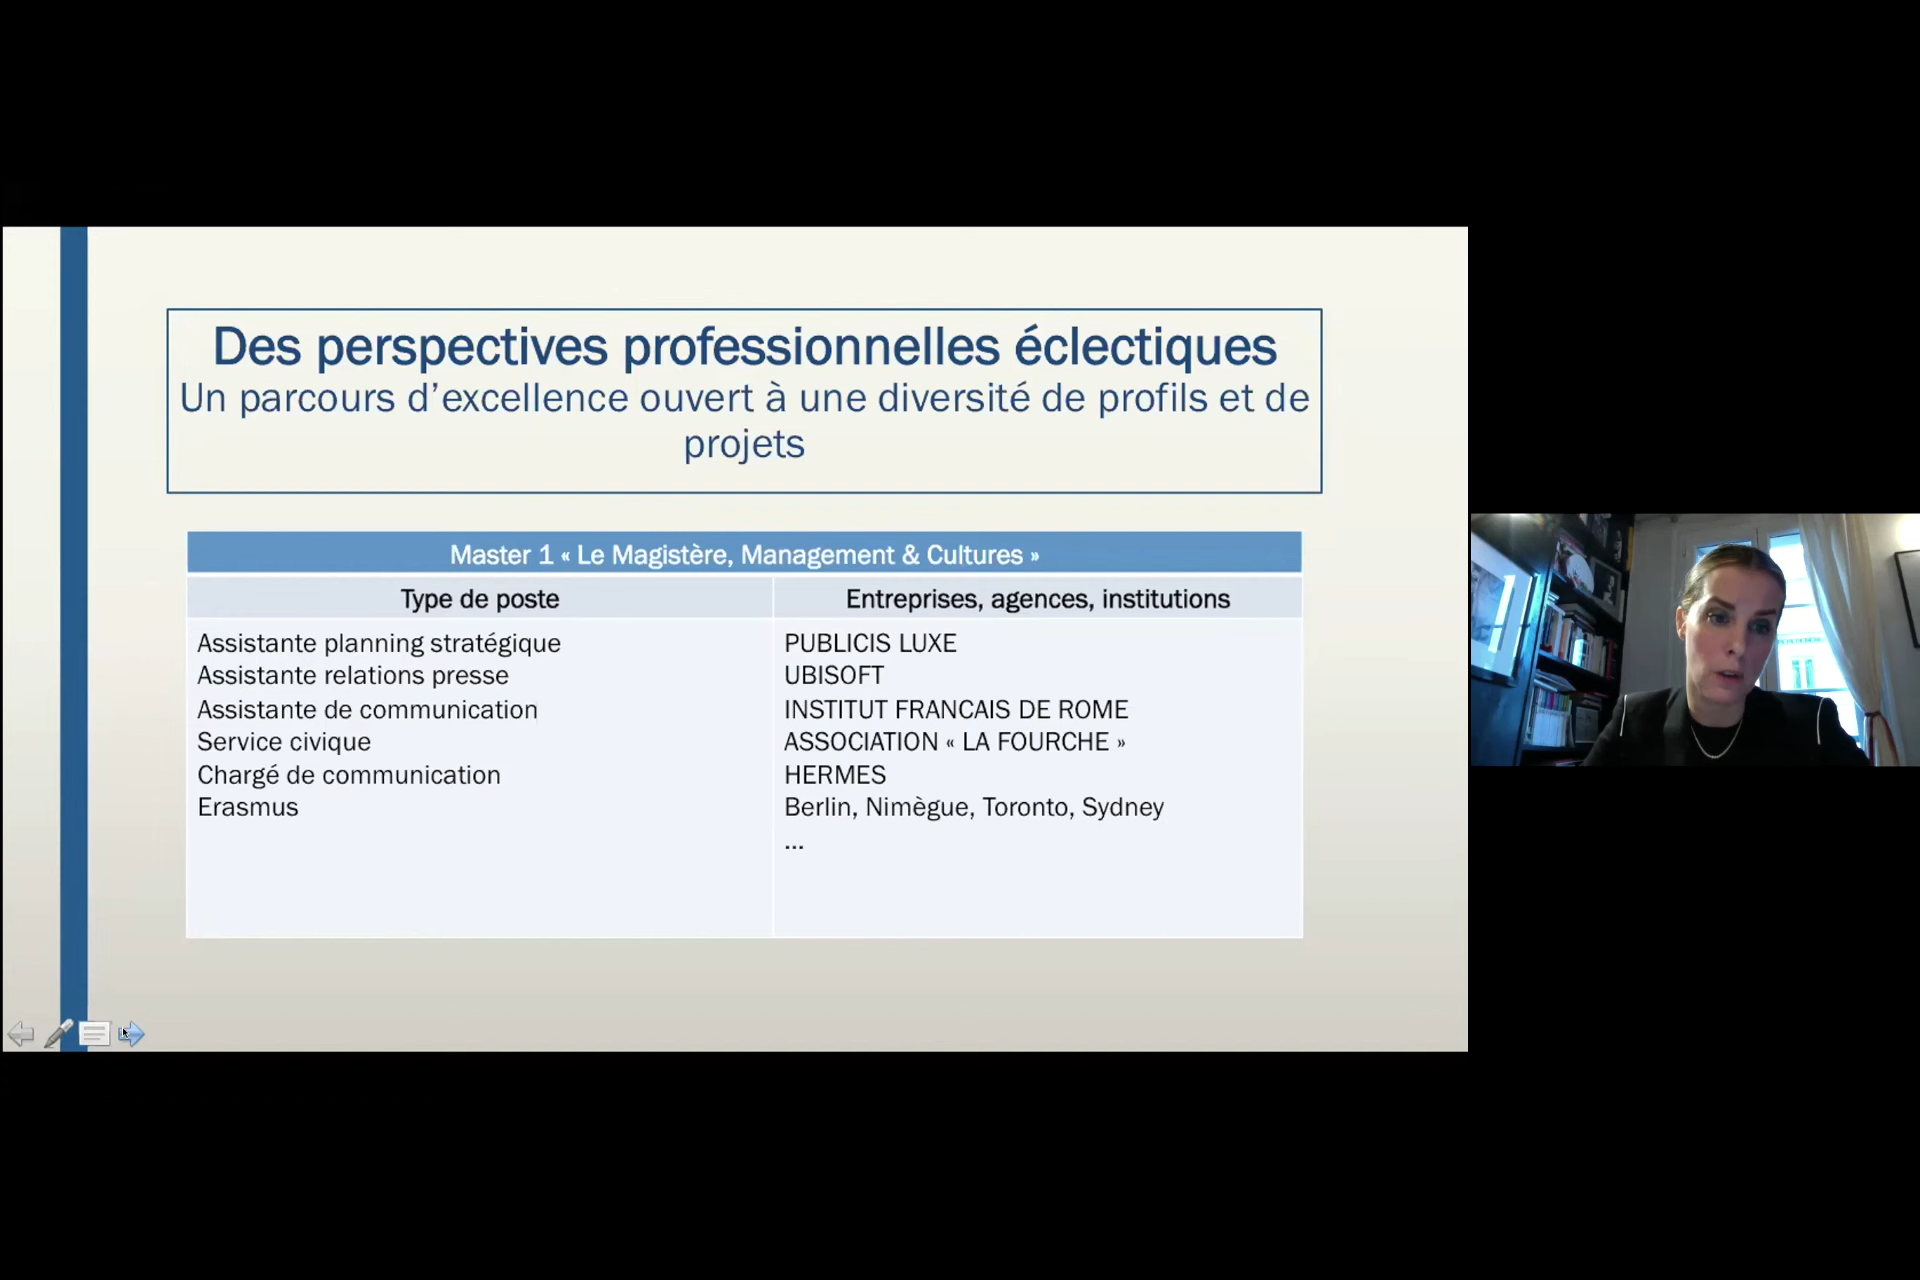 Des perspectives professionnelles éclectiques
Un parcours d’excellence ouvert à une diversité de profils et de
projets
Master 1 « Le Magistère, Management & Cultures »
Type de poste
Entreprises, agences, institutions
Assistante planning stratégique
Assistante relations presse
Assistante de communication
Service civique
Chargé de communication
Erasmus
PUBLICIS LUXE
UBISOFT
INSTITUT FRANCAIS DE ROME
ASSOCIATION « LA FOURCHE »
HERMES
Berlin, Nimègue, Toronto, Sydney
...